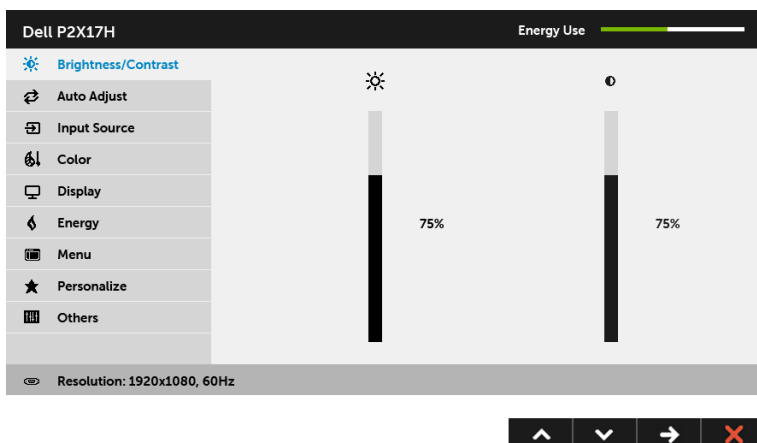 Dell P2X17H
Energy Use
Brightness/Contrast
Auto Adjust
Input Source
Color
Display
Energy
75%
75%
Menu
Personalize
Others
Resolution: 1920x1080, 60Hz